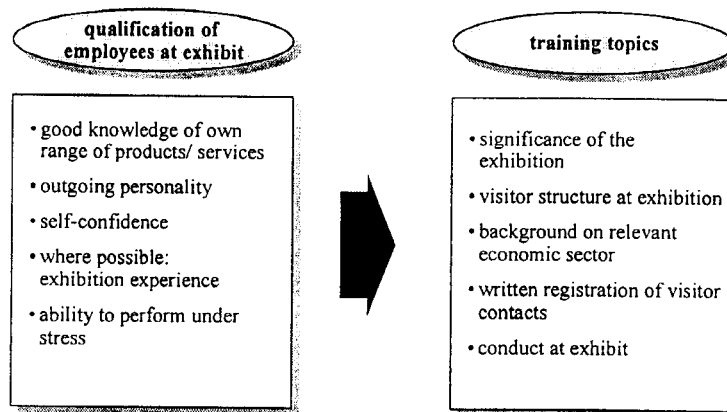 qualification of
employees at exhibit
• good knowledge of own
range of products/ services
• outgoing personality
• self-confidence
• where possible:
exhibition experience
• ability to perform under
stress
training topics
• significance of the
exhibition
• visitor structure at exhibition
• background on relevant
economic sector
• written registration of visitor
contacts
• conduct at exhibit